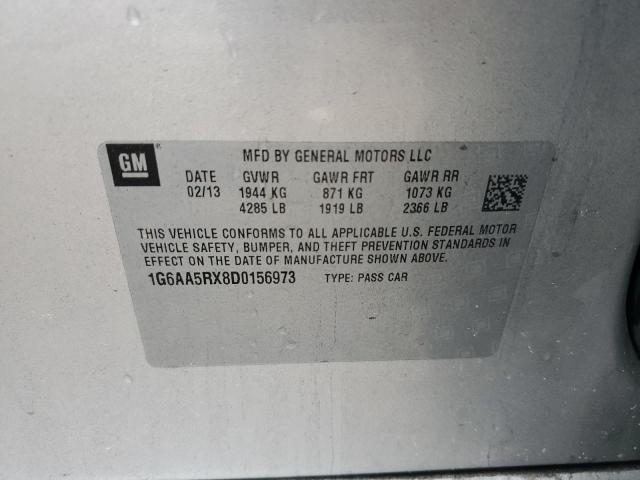 GM
MFD BY GENERAL MOTORS LLC
DATE GVWR GAWR FRT GAWR RR
02/13 1944 KG 871 KG 1073 KG
4285 LB 1919 LB 2366 LB
THIS VEHICLE CONFORMS TO ALL APPLICABLE U.S. FEDERAL MOTOR
VEHICLE SAFETY, BUMPER, AND THEFT PREVENTION STANDARDS IN
EFFECT ON THE DATE OF MANUFACTURE SHOWN ABOVE.
1G6AA5RX8D0156973 TYPE: PASS CAR